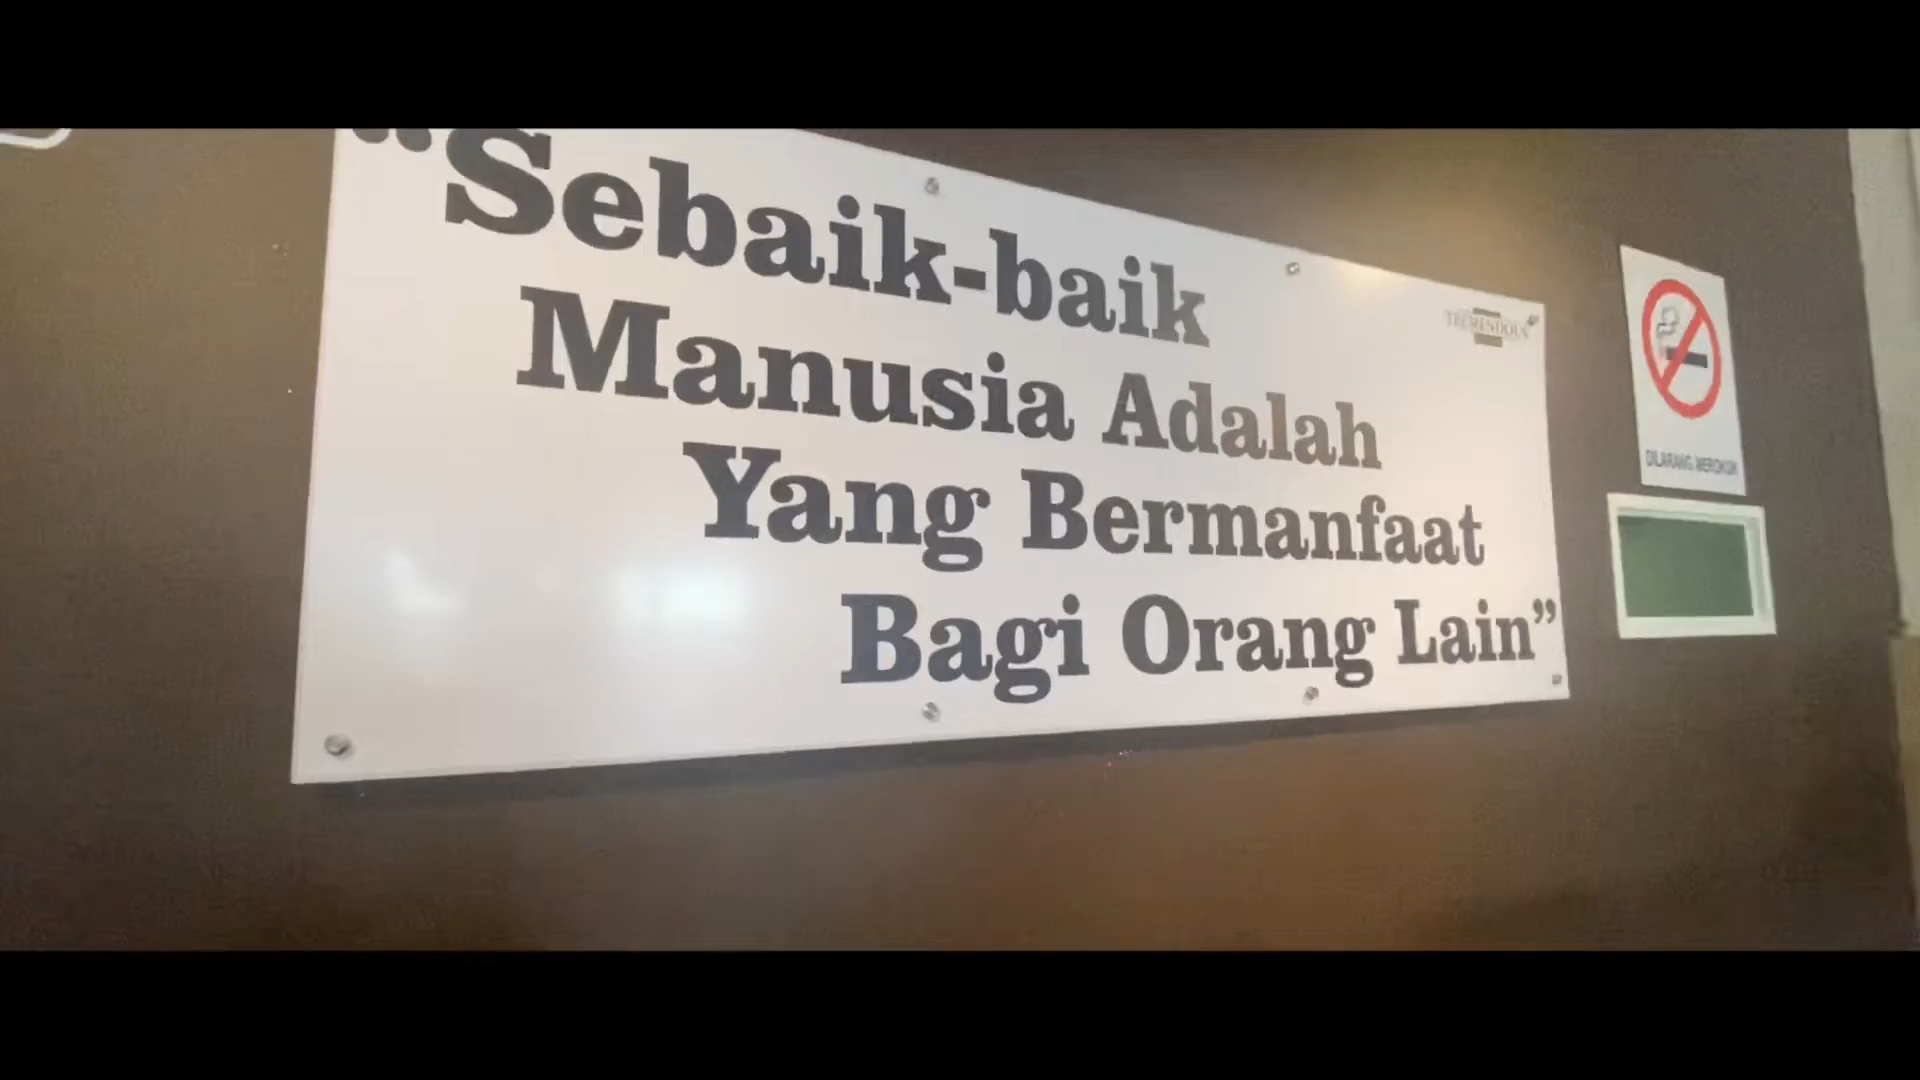 “Sebaik-baik
Manusia Adalah
Yang Bermanfaat
Bagi Orang Lain”
TREMENDOUS
DILARANG MEROKOK